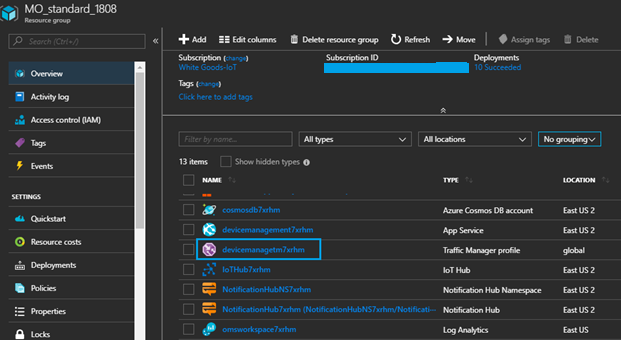 MO_standard_1808
Resource group
Search (Ctrl+/)
«
Overview
Activity log
Access control (IAM)
Tags
Events
SETTINGS
Quickstart
Resource costs
Deployments
Policies
Properties
Locks
Add Edit columns Delete resource group Refresh Move Assign tags Delete
Subscription (change) Subscription ID Deployments
White Goods-IoT 10 Succeeded
Tags (change)
Click here to add tags
Filter by name... All types All locations No grouping
13 items Show hidden types
NAME TYPE LOCATION
cosmosdb7xrhm Azure Cosmos DB account East US 2
devicemanagement7xrhm App Service East US 2
devicemanagetm7xrhm Traffic Manager profile global
IoTHub7xrhm IoT Hub East US 2
NotificationHubNS7xrhm Notification Hub Namespace East US 2
NotificationHub7xrhm (NotificationHubNS7xrhm/Notificati... Notification Hub East US 2
omsworkspace7xrhm Log Analytics East US